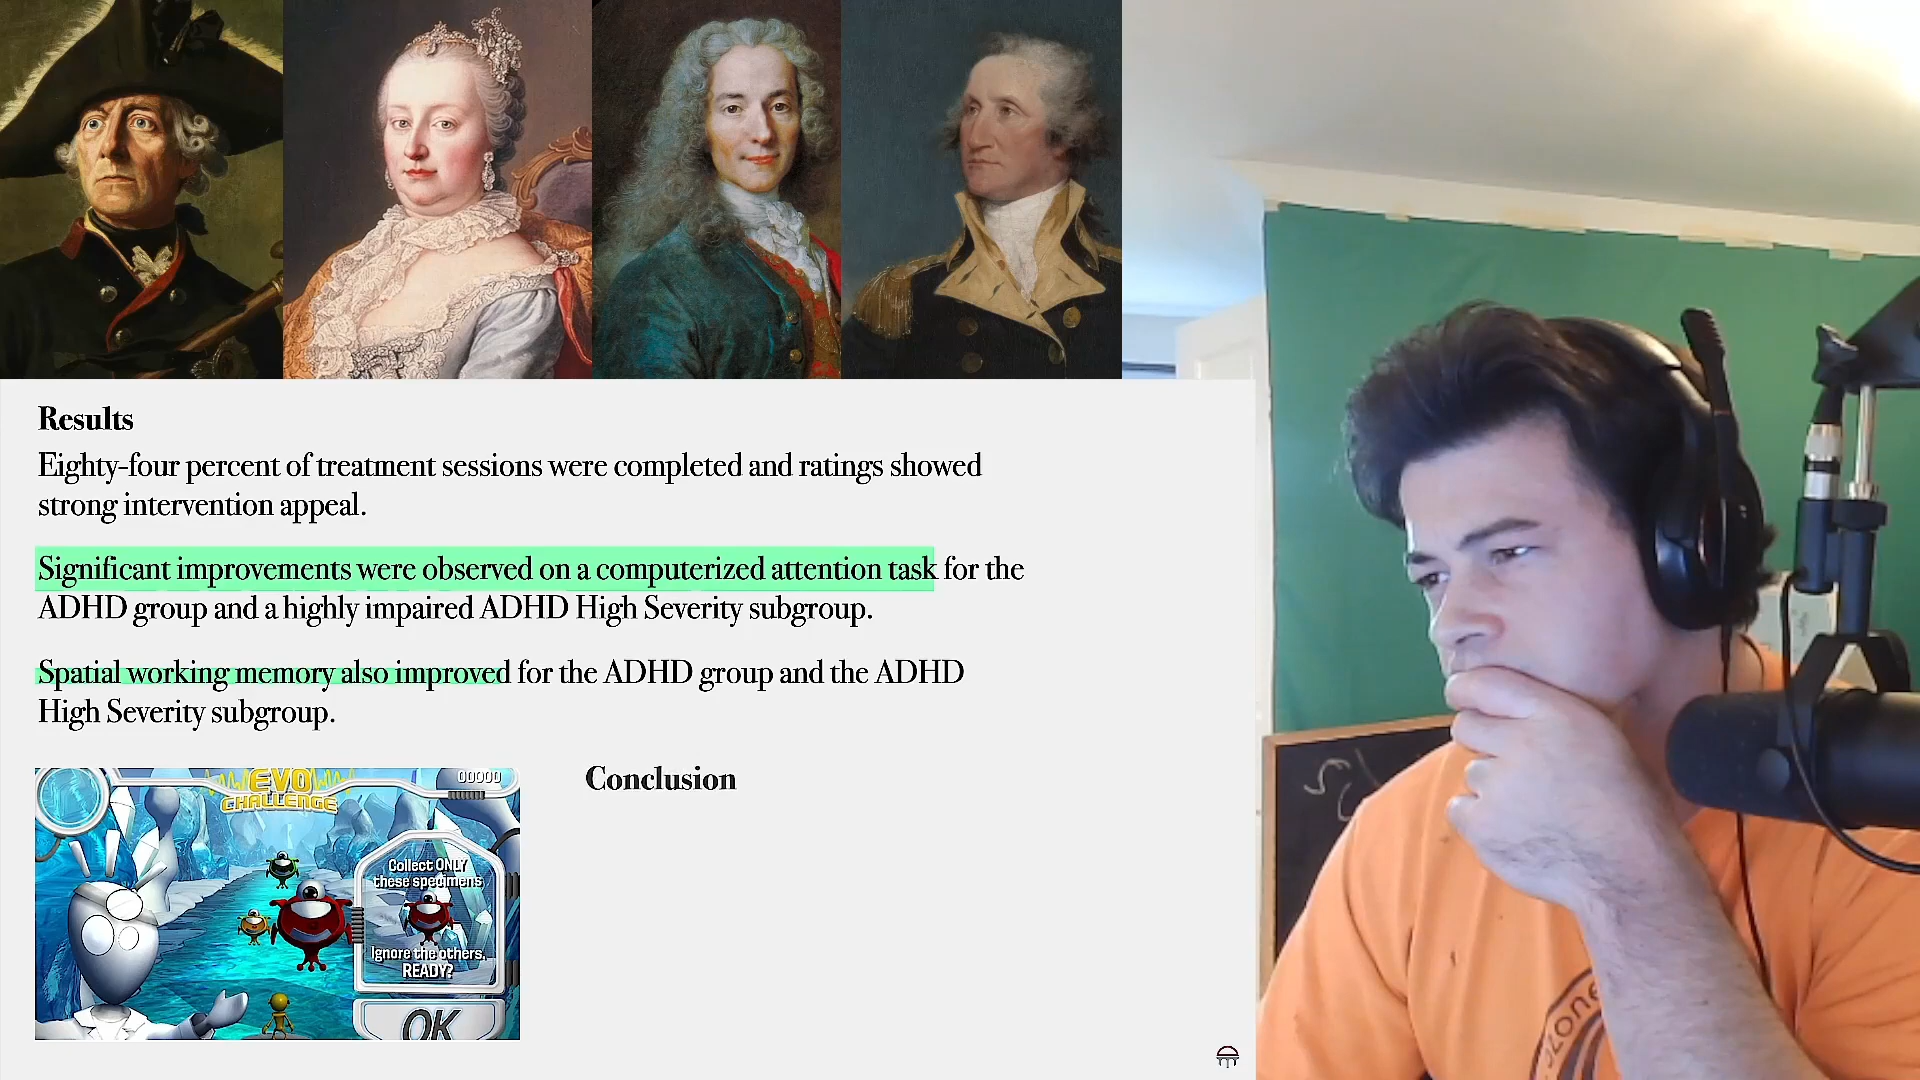 Results
Eighty-four percent of treatment sessions were completed and ratings showed
strong intervention appeal.
Significant improvements were observed on a computerized attention task for the
ADHD group and a highly impaired ADHD High Severity subgroup.
Spatial working memory also improved for the ADHD group and the ADHD
High Severity subgroup.
EVO
CHALLENGE
00000
Collect ONLY
these specimens
Ignore the others,
READY?
OK
Conclusion